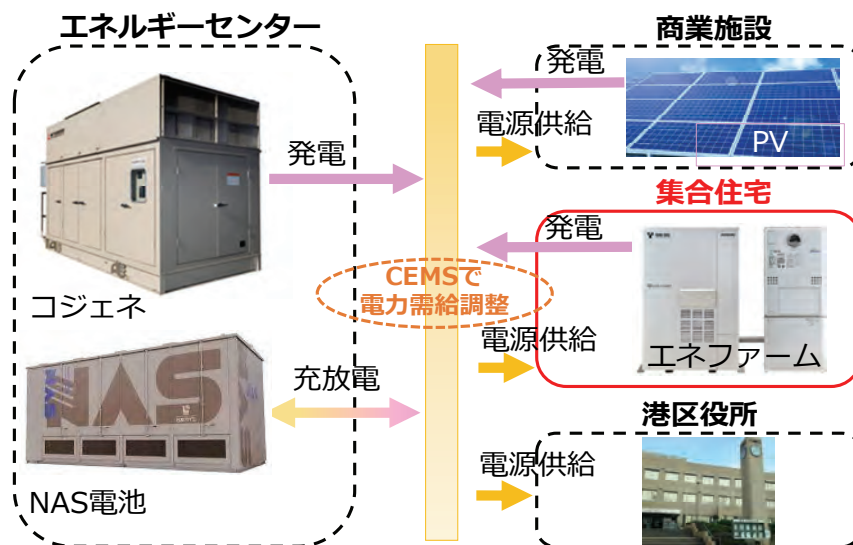 エネルギーセンター
商業施設
発電
電源供給
PV
発電
集合住宅
発電
コジェネ
CEMSで
電力需給調整
電源供給
エネファーム
充放電
NAS
港区役所
電源供給
NAS電池